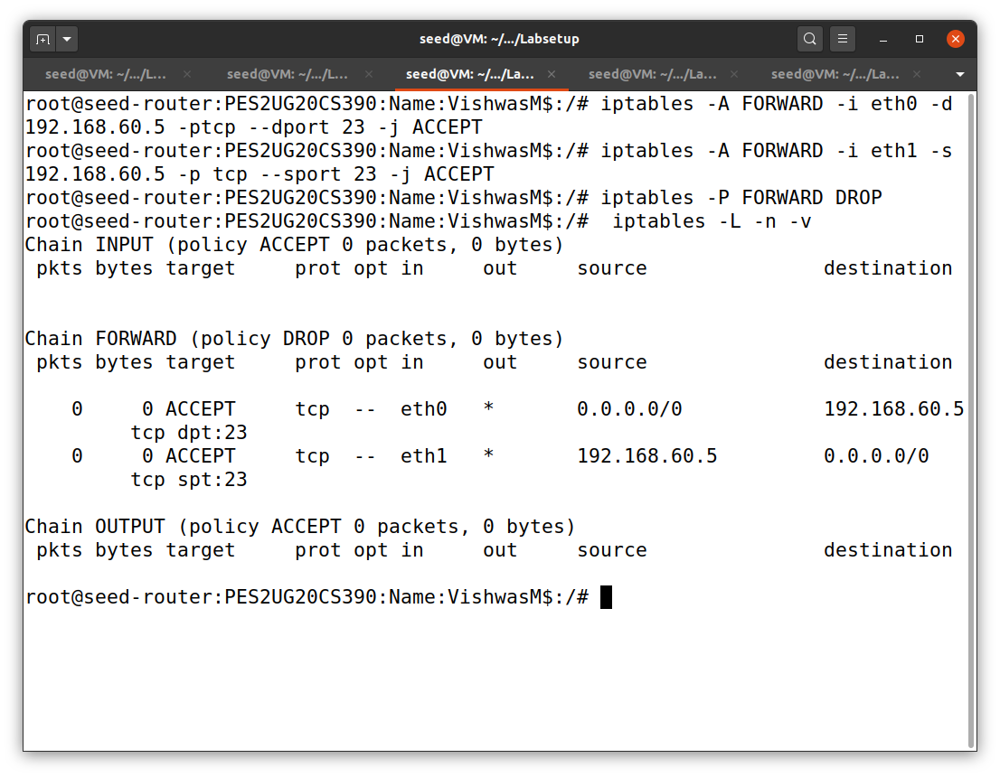 seed@VM: ~/.../Labsetup
seed@VM: ~/.../L... seed@VM: ~/.../L... seed@VM: ~/.../La... seed@VM: ~/.../La... seed@VM: ~/.../La...
root@seed-router:PES2UG20CS390:Name:VishwasM$:/# iptables -A FORWARD -i eth0 -d
192.168.60.5 -ptcp --dport 23 -j ACCEPT
root@seed-router:PES2UG20CS390:Name:VishwasM$:/# iptables -A FORWARD -i eth1 -s
192.168.60.5 -p tcp --sport 23 -j ACCEPT
root@seed-router:PES2UG20CS390:Name:VishwasM$:/# iptables -P FORWARD DROP
root@seed-router:PES2UG20CS390:Name:VishwasM$:/#  iptables -L -n -v
Chain INPUT (policy ACCEPT 0 packets, 0 bytes)
 pkts bytes target     prot opt in     out     source               destination
Chain FORWARD (policy DROP 0 packets, 0 bytes)
 pkts bytes target     prot opt in     out     source               destination
    0     0 ACCEPT     tcp  --  eth0   *       0.0.0.0/0            192.168.60.5
         tcp dpt:23
    0     0 ACCEPT     tcp  --  eth1   *       192.168.60.5         0.0.0.0/0
         tcp spt:23
Chain OUTPUT (policy ACCEPT 0 packets, 0 bytes)
 pkts bytes target     prot opt in     out     source               destination
root@seed-router:PES2UG20CS390:Name:VishwasM$:/#